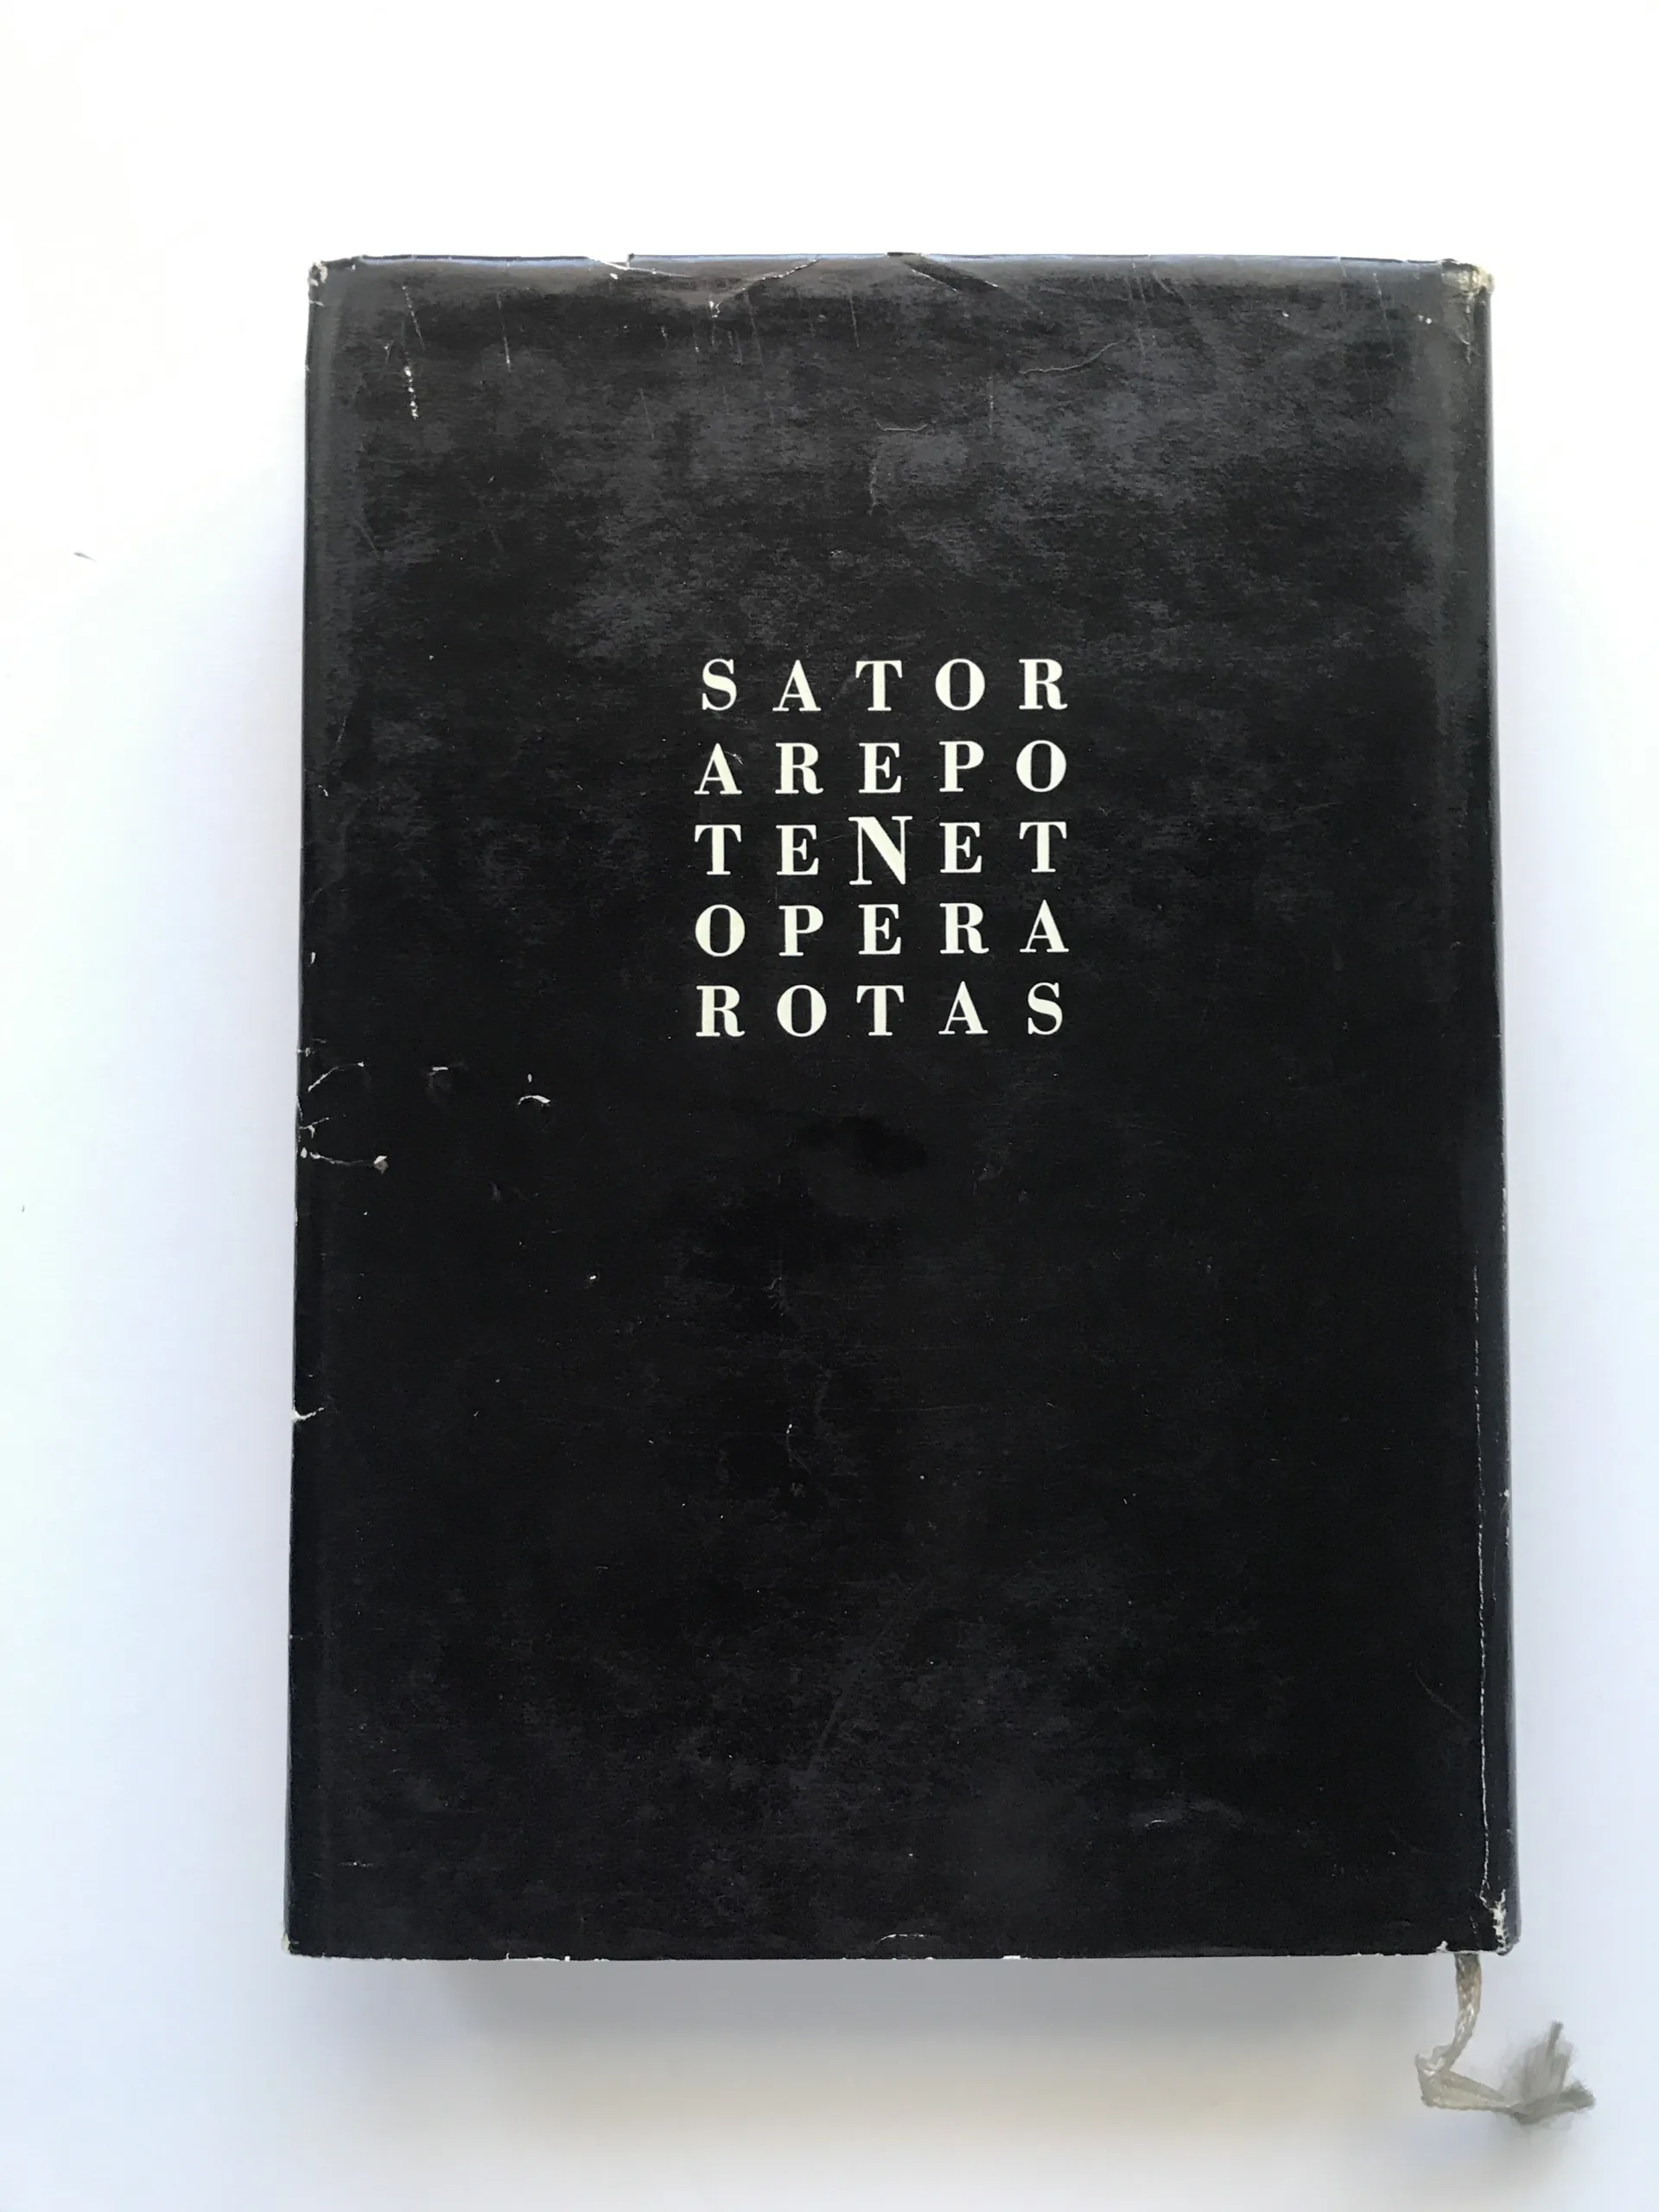 SATOR
AREPO
TENET
OPERA
ROTAS